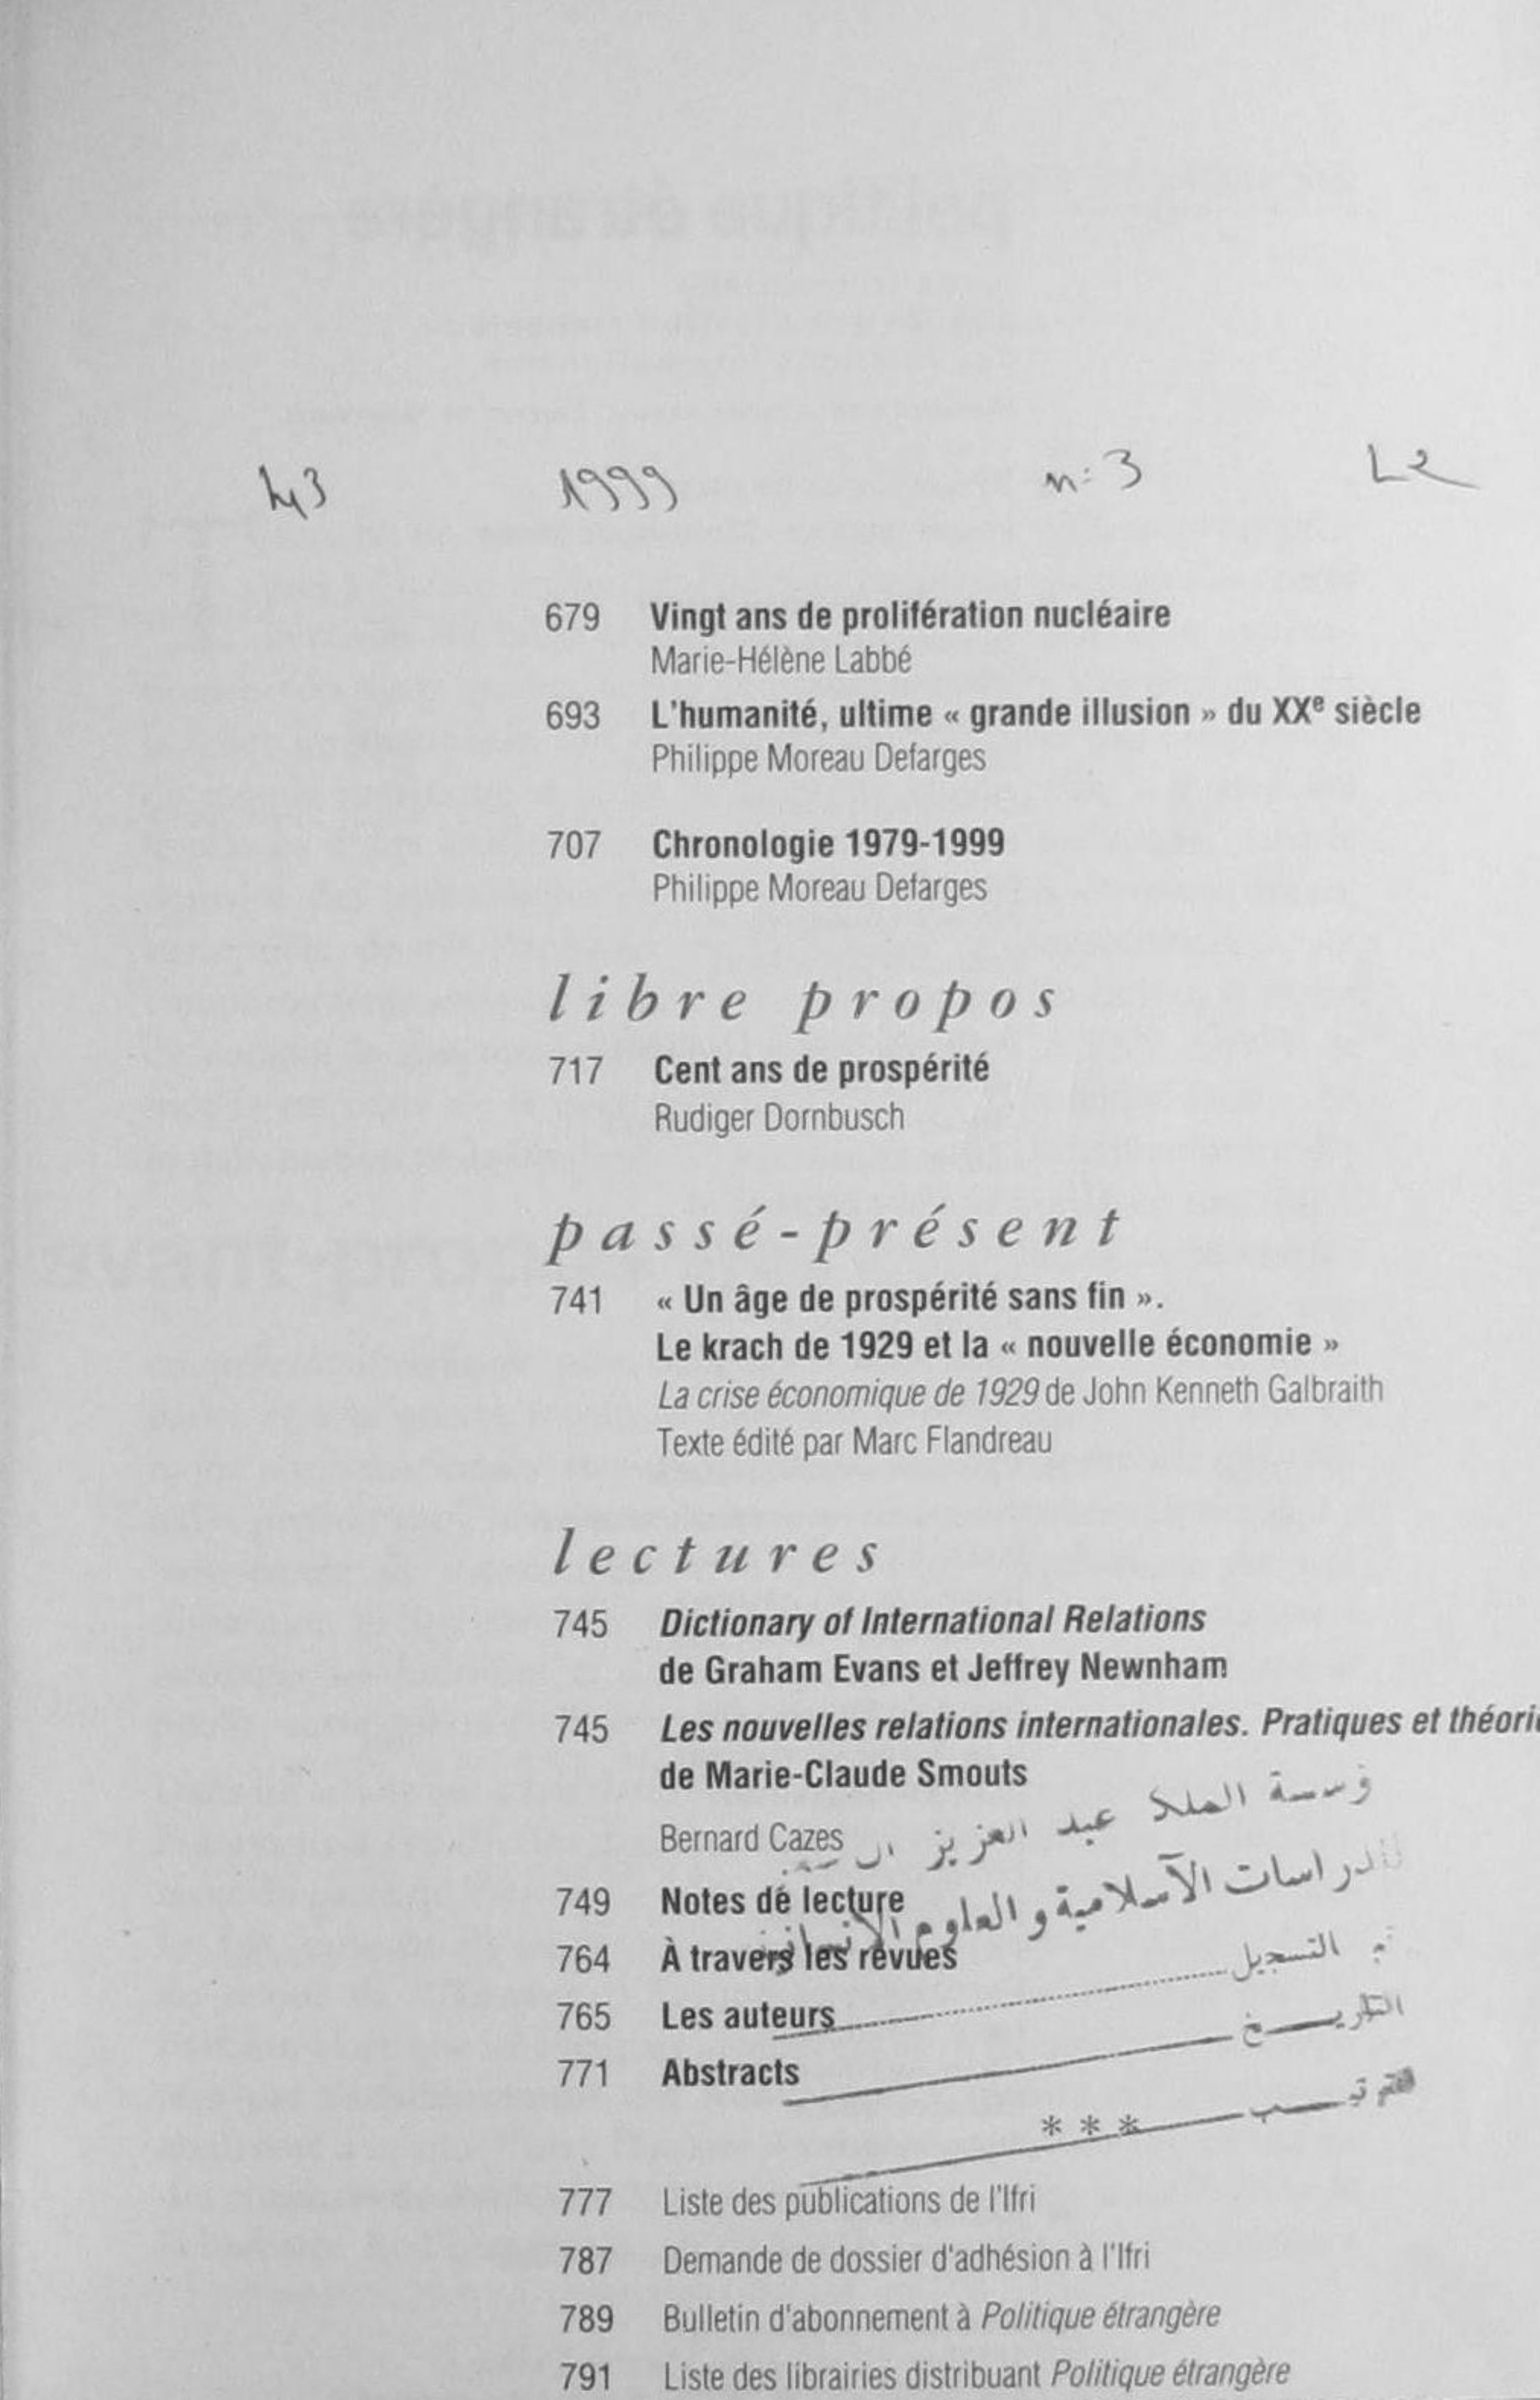 43 1999 n: 3
679 Vingt ans de prolifération nucléaire
Marie-Hélène Labbé
693 L'humanité, ultime « grande illusion » du XXe siècle
Philippe Moreau Defarges
707 Chronologie 1979-1999
Philippe Moreau Defarges
libre propos
717 Cent ans de prospérité
Rudiger Dornbusch
passé-présent
741 « Un âge de prospérité sans fin ».
Le krach de 1929 et la « nouvelle économie »
La crise économique de 1929 de John Kenneth Galbraith
Texte édité par Marc Flandreau
lectures
745 Dictionary of International Relations
de Graham Evans et Jeffrey Newnham
745 Les nouvelles relations internationales. Pratiques et
de Marie-Claude Smouts
الملك عبد العزيز
Bernard Cazes
للدراسات الآسلامية و العلوم الانسانية
749 Notes de lecture
764 À travers les revues
التسجيل
765 Les auteurs
التاريخ
771 Abstracts
***
777 Liste des publications de l'Ifri
787 Demande de dossier d'adhésion à l'Ifri
789 Bulletin d'abonnement à Politique étrangère
791 Liste des librairies distribuant Politique étrangère